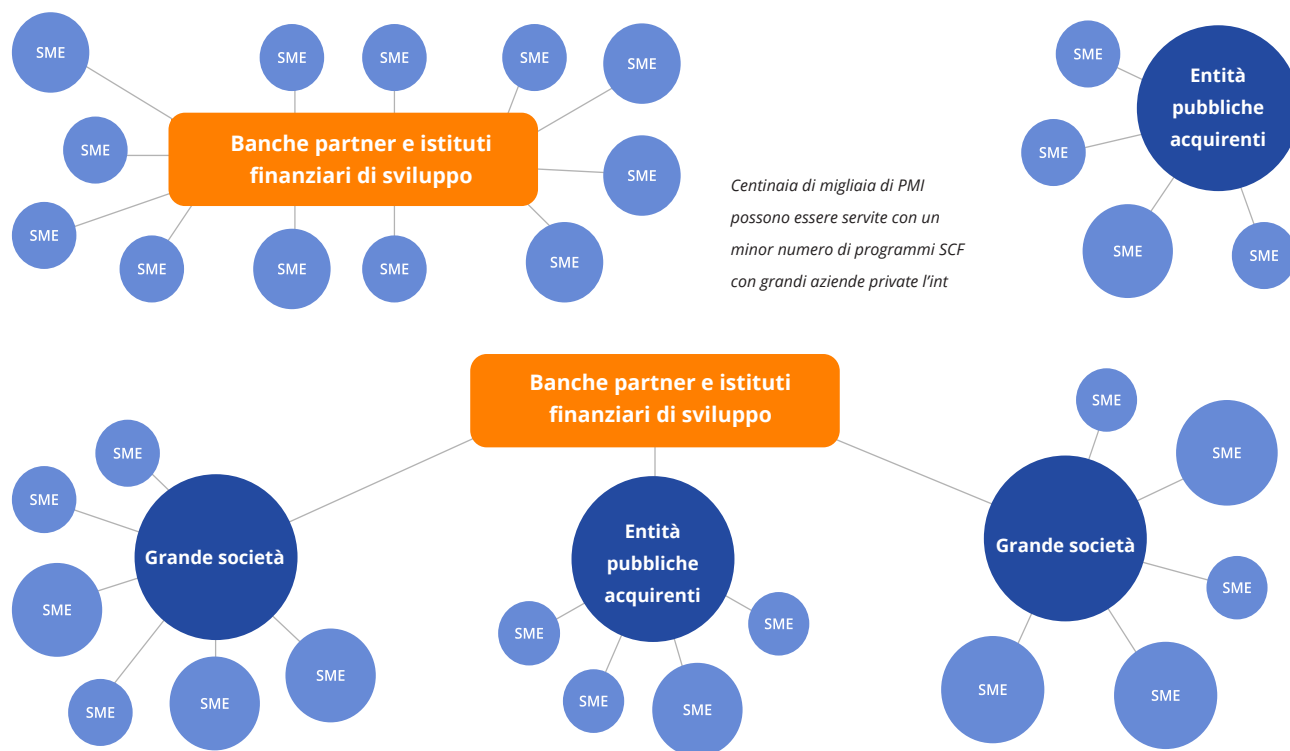 SME
SME
SME
SME
SME
SME
SME
SME
SME
SME
SME
SME
Banche partner e istituti
finanziari di sviluppo
Centinaia di migliaia di PMI
possono essere servite con un
minor numero di programmi SCF
con grandi aziende private l’int
SME
SME
SME
SME
Entità
pubbliche
acquirenti
Banche partner e istituti
finanziari di sviluppo
SME
SME
SME
SME
SME
SME
Grande società
Entità
pubbliche
acquirenti
SME
SME
SME
SME
SME
SME
Grande società
SME
SME
SME